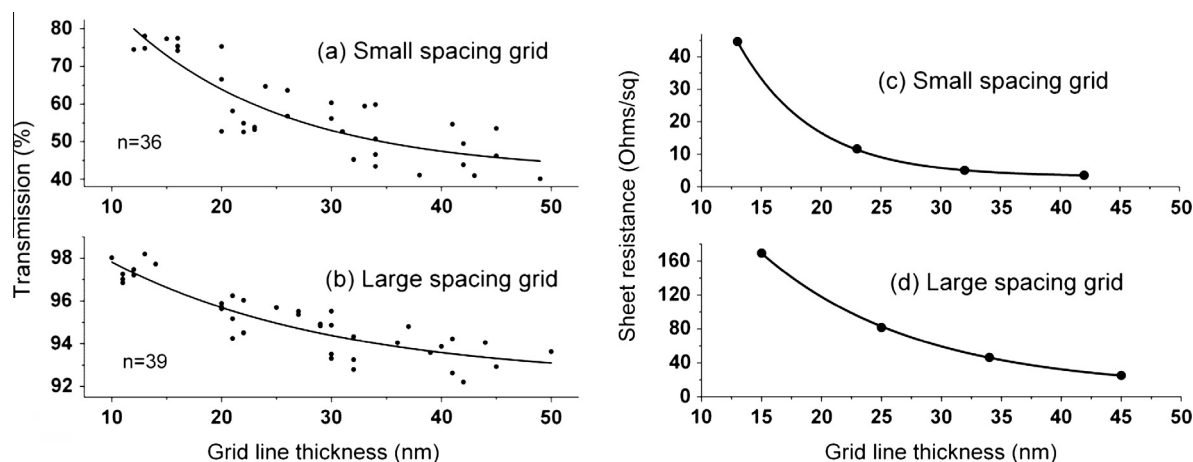 Transmission (%)
80
70
60
50
40
(a) Small spacing grid
n=36
10 20 30 40 50
98
96
94
92
(b) Large spacing grid
n=39
10 20 30 40 50
Grid line thickness (nm)
Sheet resistance (Ohms/sq)
40
30
20
10
0
(c) Small spacing grid
10 15 20 25 30 35 40 45 50
160
120
80
40
0
(d) Large spacing grid
10 15 20 25 30 35 40 45 50
Grid line thickness (nm)